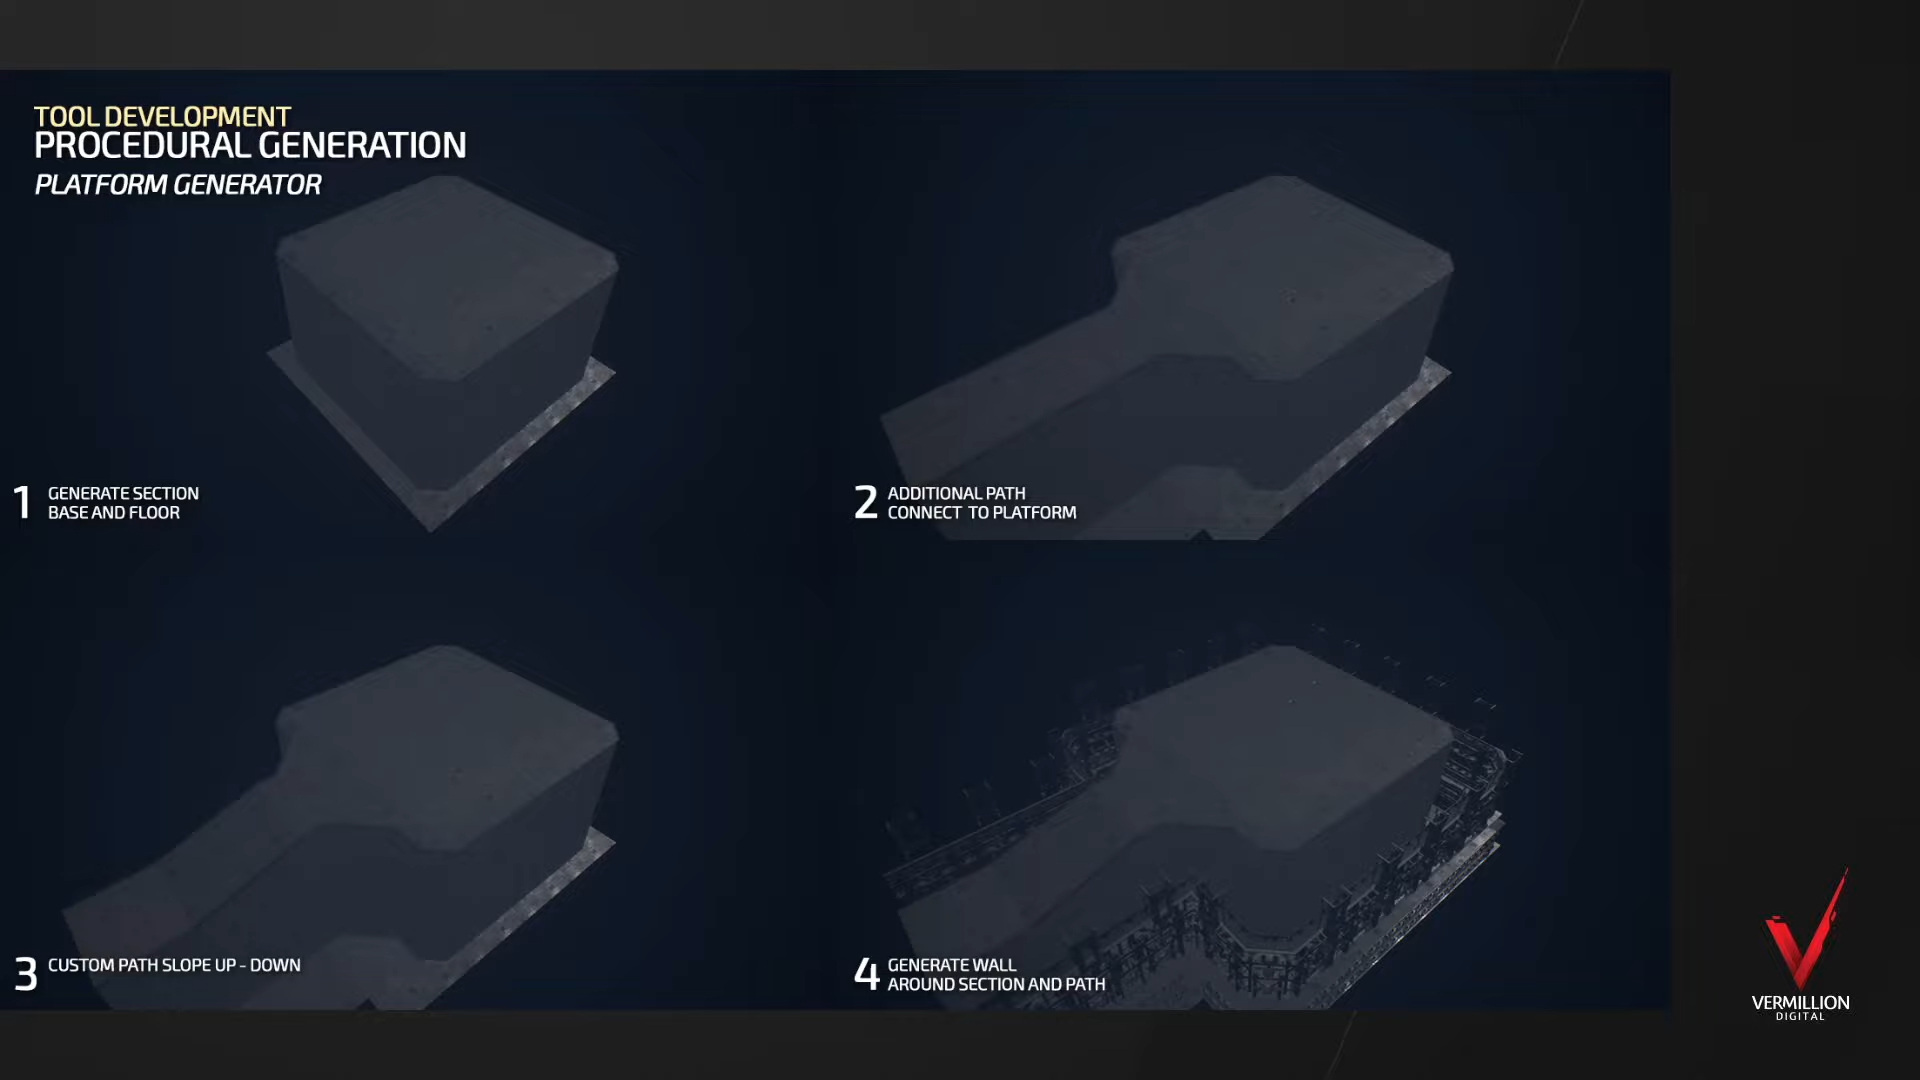 TOOL DEVELOPMENT
PROCEDURAL GENERATION
PLATFORM GENERATOR
1 GENERATE SECTION
BASE AND FLOOR
2 ADDITIONAL PATH
CONNECT TO PLATFORM
3 CUSTOM PATH SLOPE UP - DOWN
4 GENERATE WALL
AROUND SECTION AND PATH
VERMILLION
DIGITAL